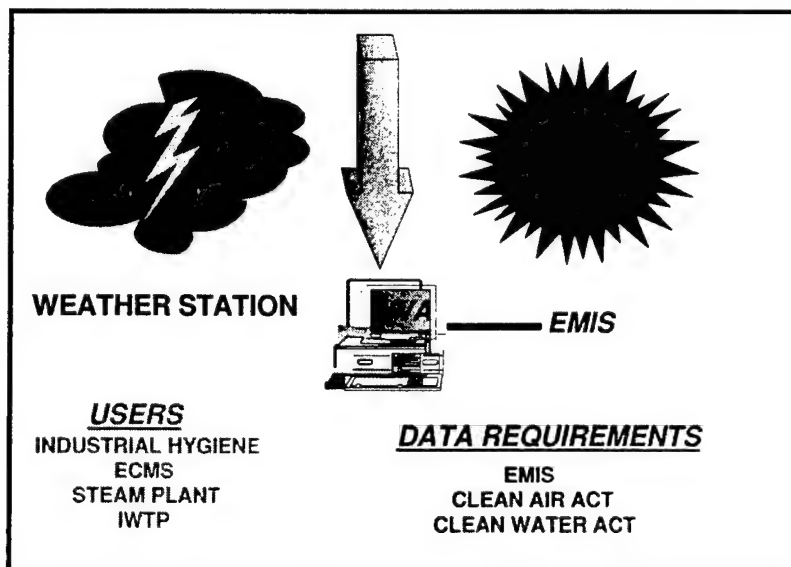 WEATHER STATION
EMIS
USERS
INDUSTRIAL HYGIENE
ECMS
STEAM PLANT
IWTP
DATA REQUIREMENTS
EMIS
CLEAN AIR ACT
CLEAN WATER ACT